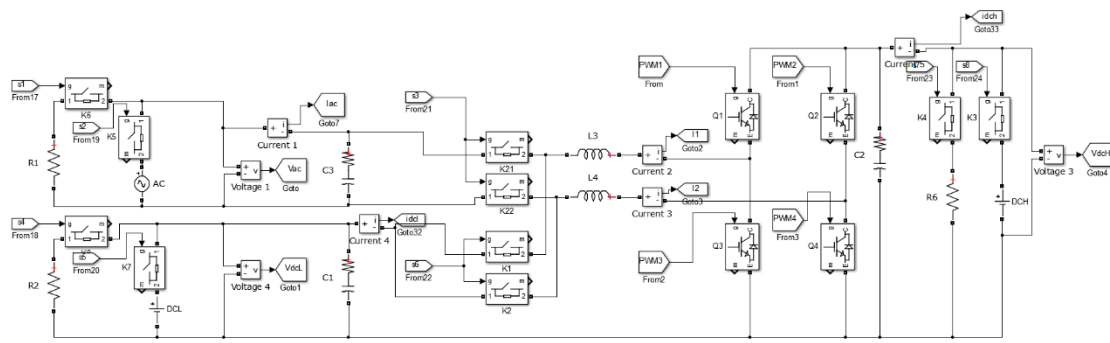 idch
Goto33
s1
From17
K6
s2
From19
K5
Iac
Goto7
Current 1
R1
AC
Vac
Goto
Voltage 1
C3
s3
From21
K21
K22
L3
L4
I1
Goto2
Current 2
I2
Goto3
Current 3
PWM1
From
PWM2
From1
Q1
Q2
C2
From23
From24
K4
K3
R6
DCH
Voltage 3
VdcH
Goto4
s4
From18
s5
From20
K7
R2
DCL
VdcL
Goto1
Voltage 4
C1
Current 4
idcl
Goto32
s6
From22
K1
K2
PWM3
From2
PWM4
From3
Q3
Q4
g
m
1
2
i
v
C
E